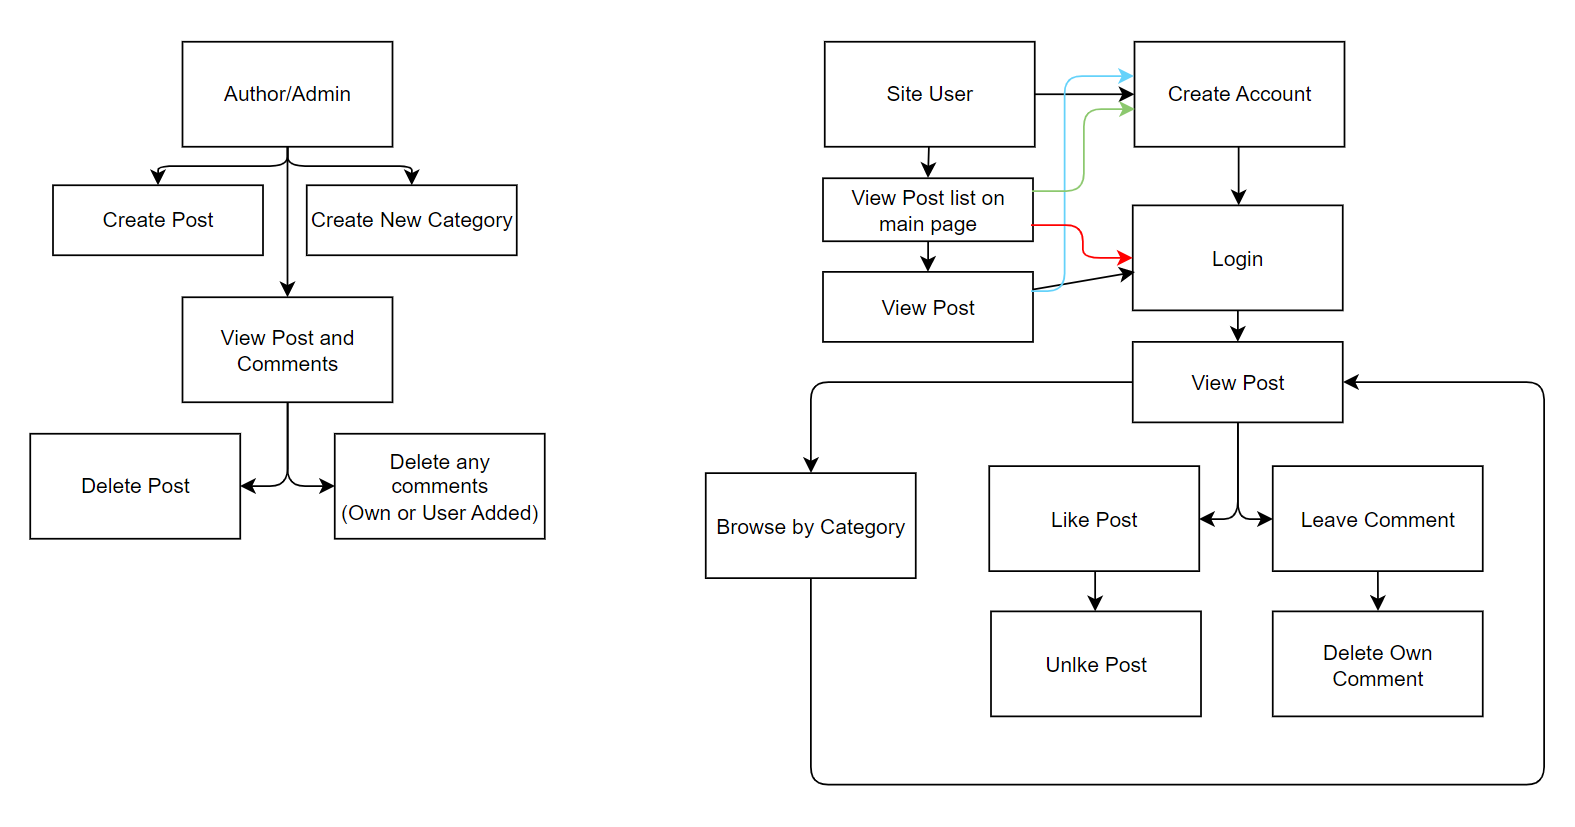 Author/Admin
Create Post
Create New Category
View Post and
Comments
Delete Post
Delete any
comments
(Own or User Added)
Site User
Create Account
View Post list on
main page
Login
View Post
View Post
Browse by Category
Like Post
Leave Comment
Unlke Post
Delete Own
Comment